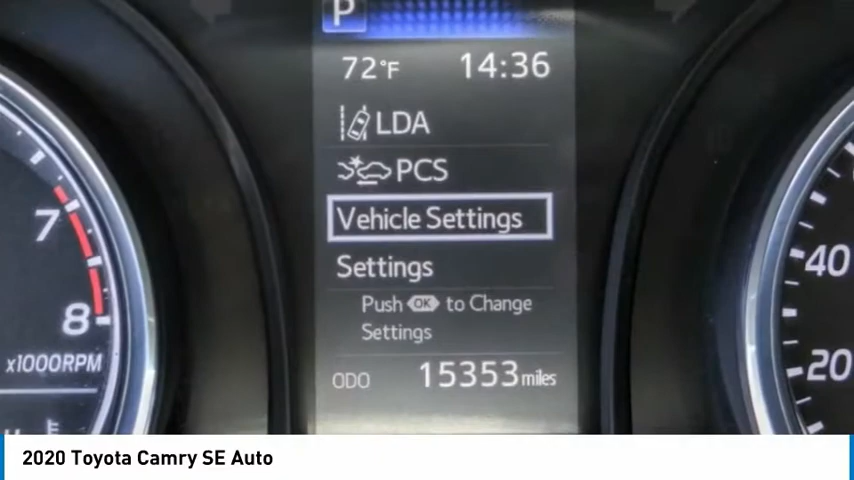 P
72°F 14:36
LDA
PCS
Vehicle Settings
Settings
Push OK to Change
Settings
ODO 15353 miles
7
8
x1000RPM
40
20
2020 Toyota Camry SE Auto